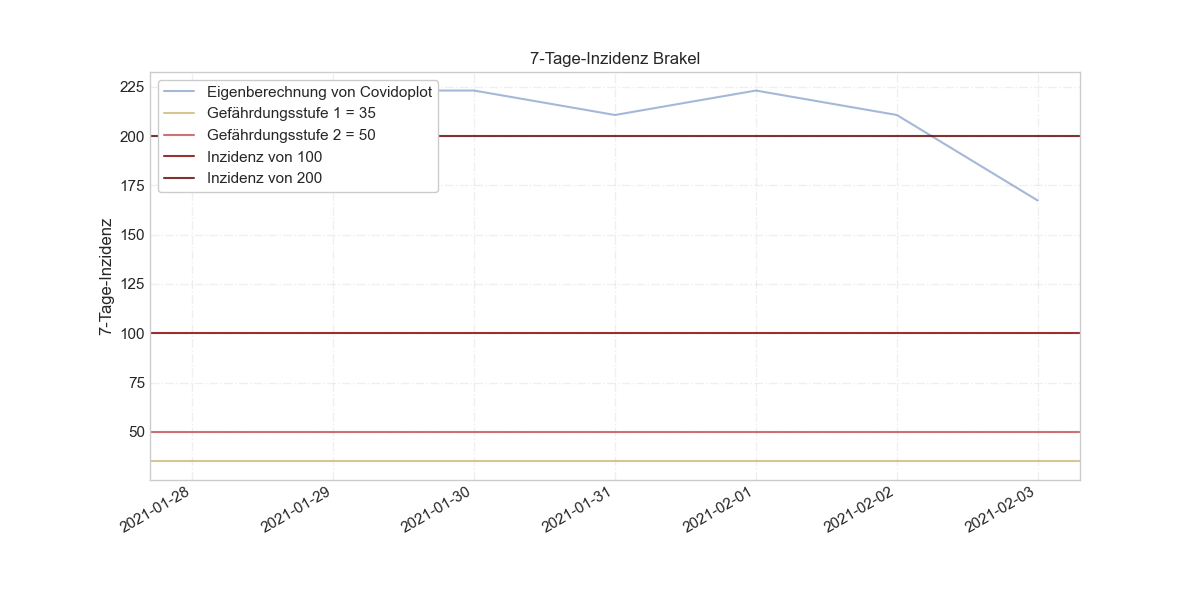 7-Tage-Inzidenz Brakel
Eigenberechnung von Covidoplot
Gefährdungsstufe 1 = 35
Gefährdungsstufe 2 = 50
Inzidenz von 100
Inzidenz von 200
7-Tage-Inzidenz
225
200
175
150
125
100
75
50
2021-01-28
2021-01-29
2021-01-30
2021-01-31
2021-02-01
2021-02-02
2021-02-03